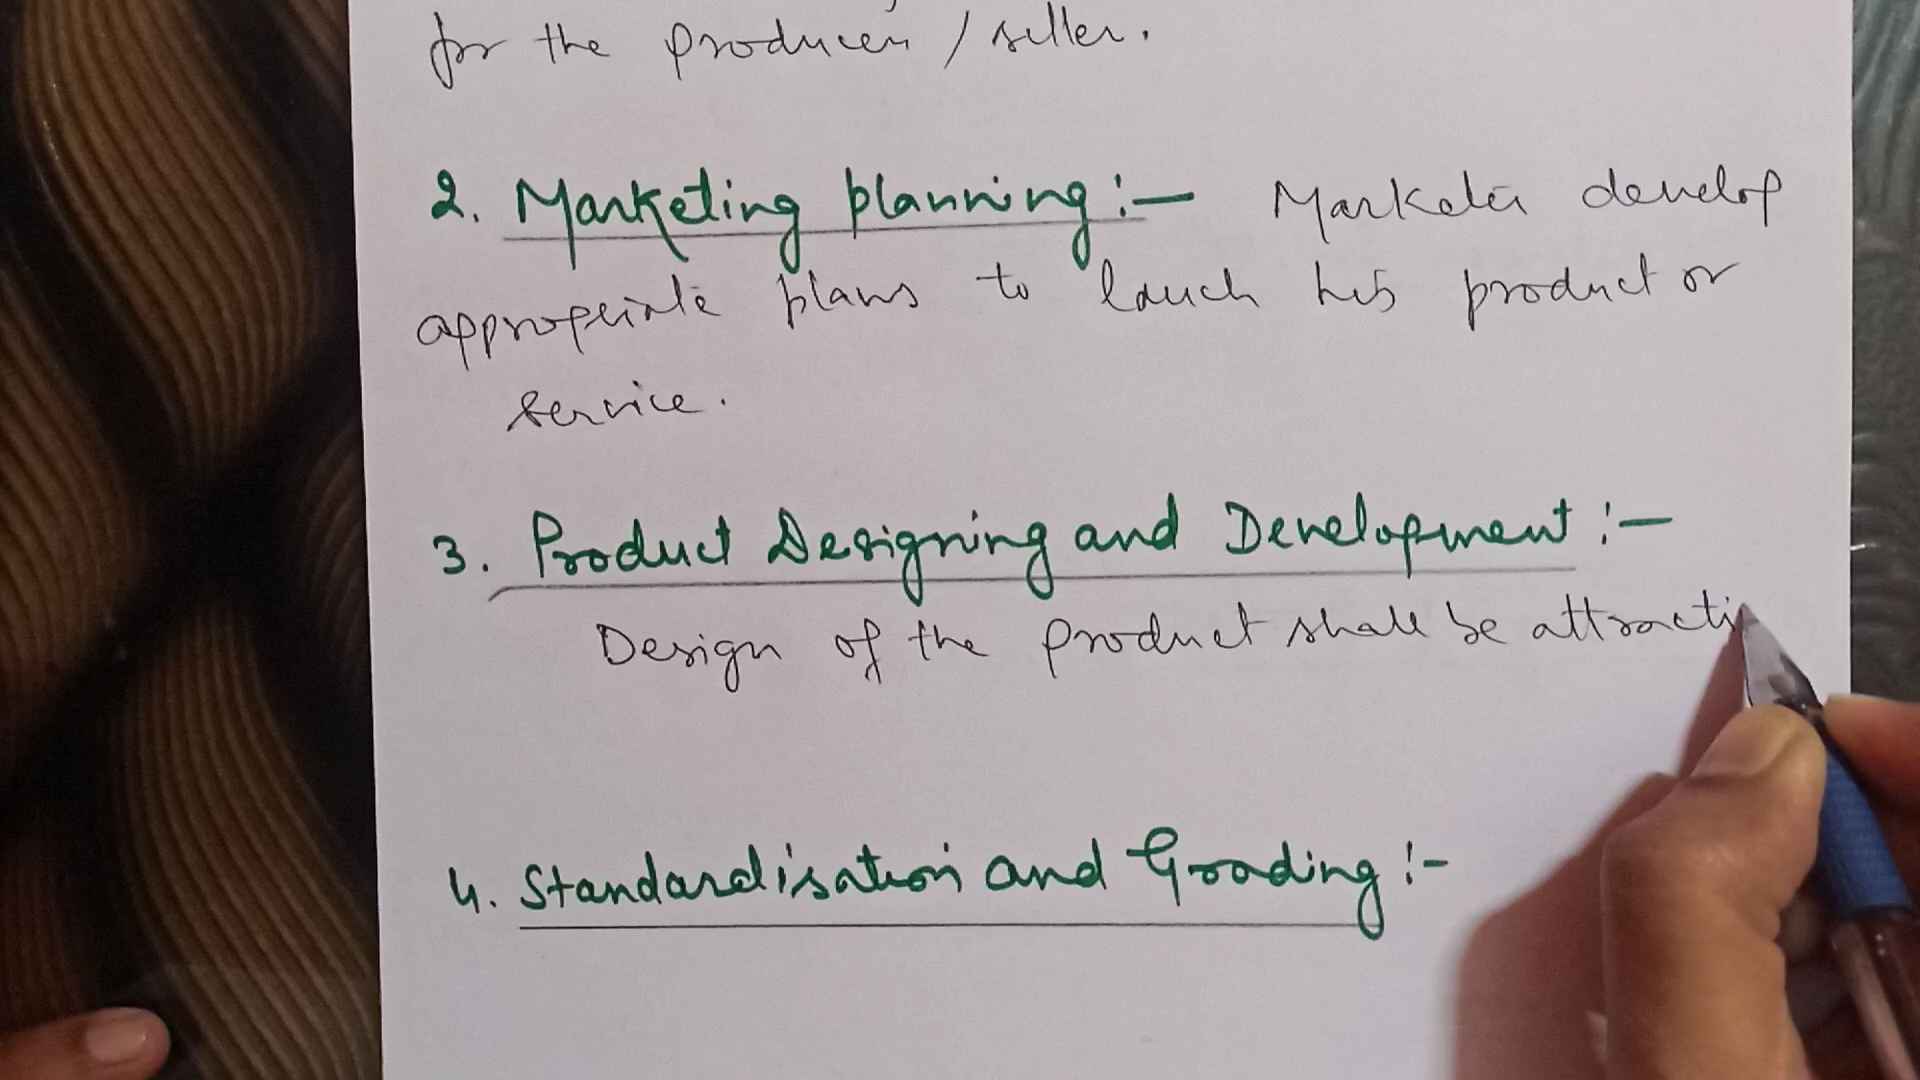 for the producer / seller.
2. Marketing planning :- Marketer develop
appropriate plans to lauch his product or
service.
3. Product Designing and Development :-
Design of the product shall be attracti
4. Standardisation and Grading :-